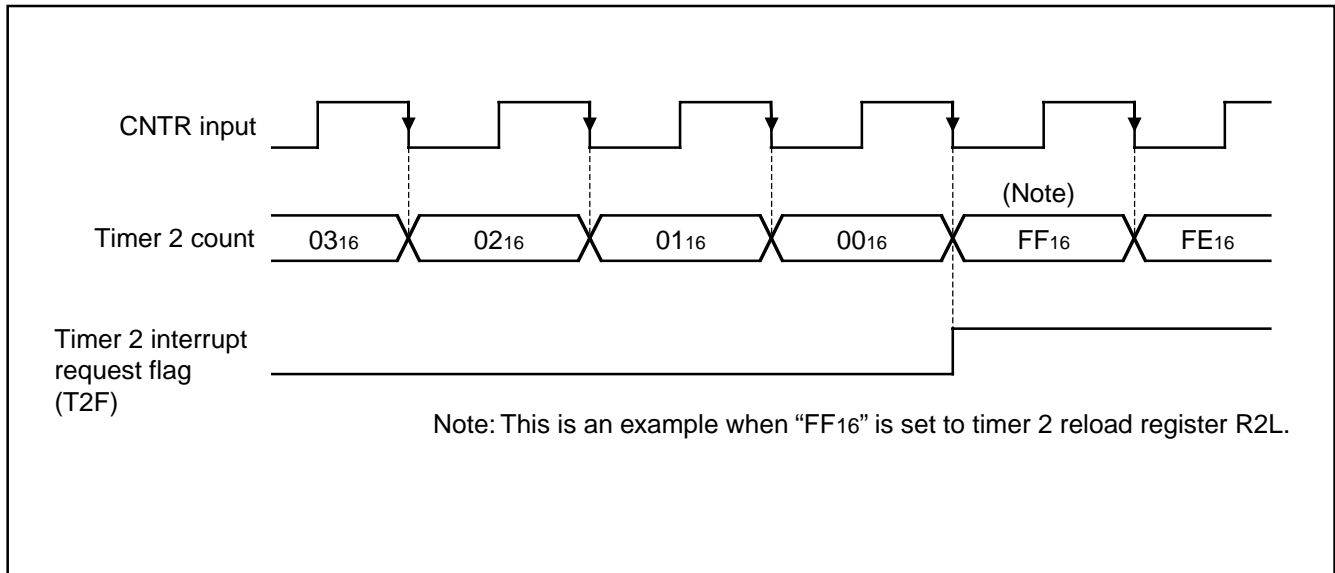 CNTR input
(Note)
Timer 2 count
0316 0216 0116 0016 FF16 FE16
Timer 2 interrupt
request flag
(T2F)
Note: This is an example when “FF16” is set to timer 2 reload register R2L.